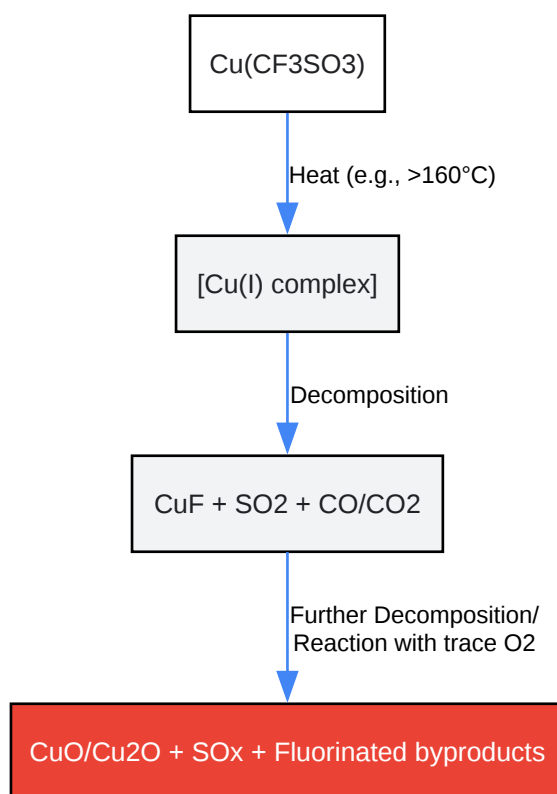 Cu(CF3SO3)
Heat (e.g., >160°C)
[Cu(I) complex]
Decomposition
CuF + SO2 + CO/CO2
Further Decomposition/
Reaction with trace O2
CuO/Cu2O + SOx + Fluorinated byproducts